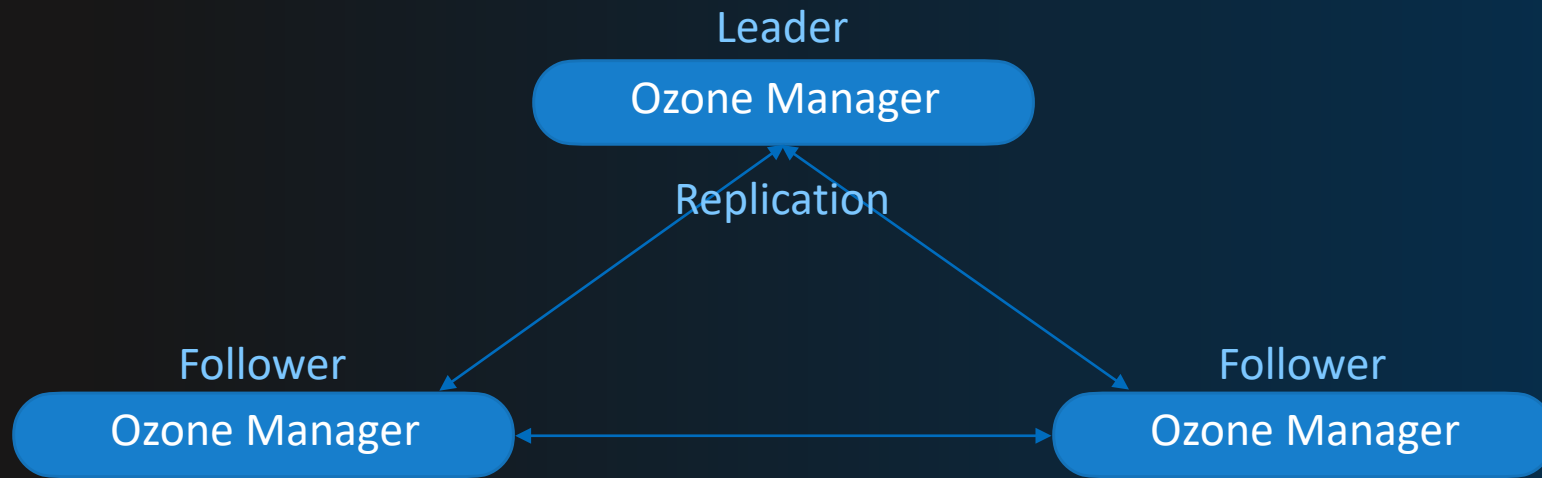 Leader
Ozone Manager
Replication
Follower
Follower
Ozone Manager
Ozone Manager